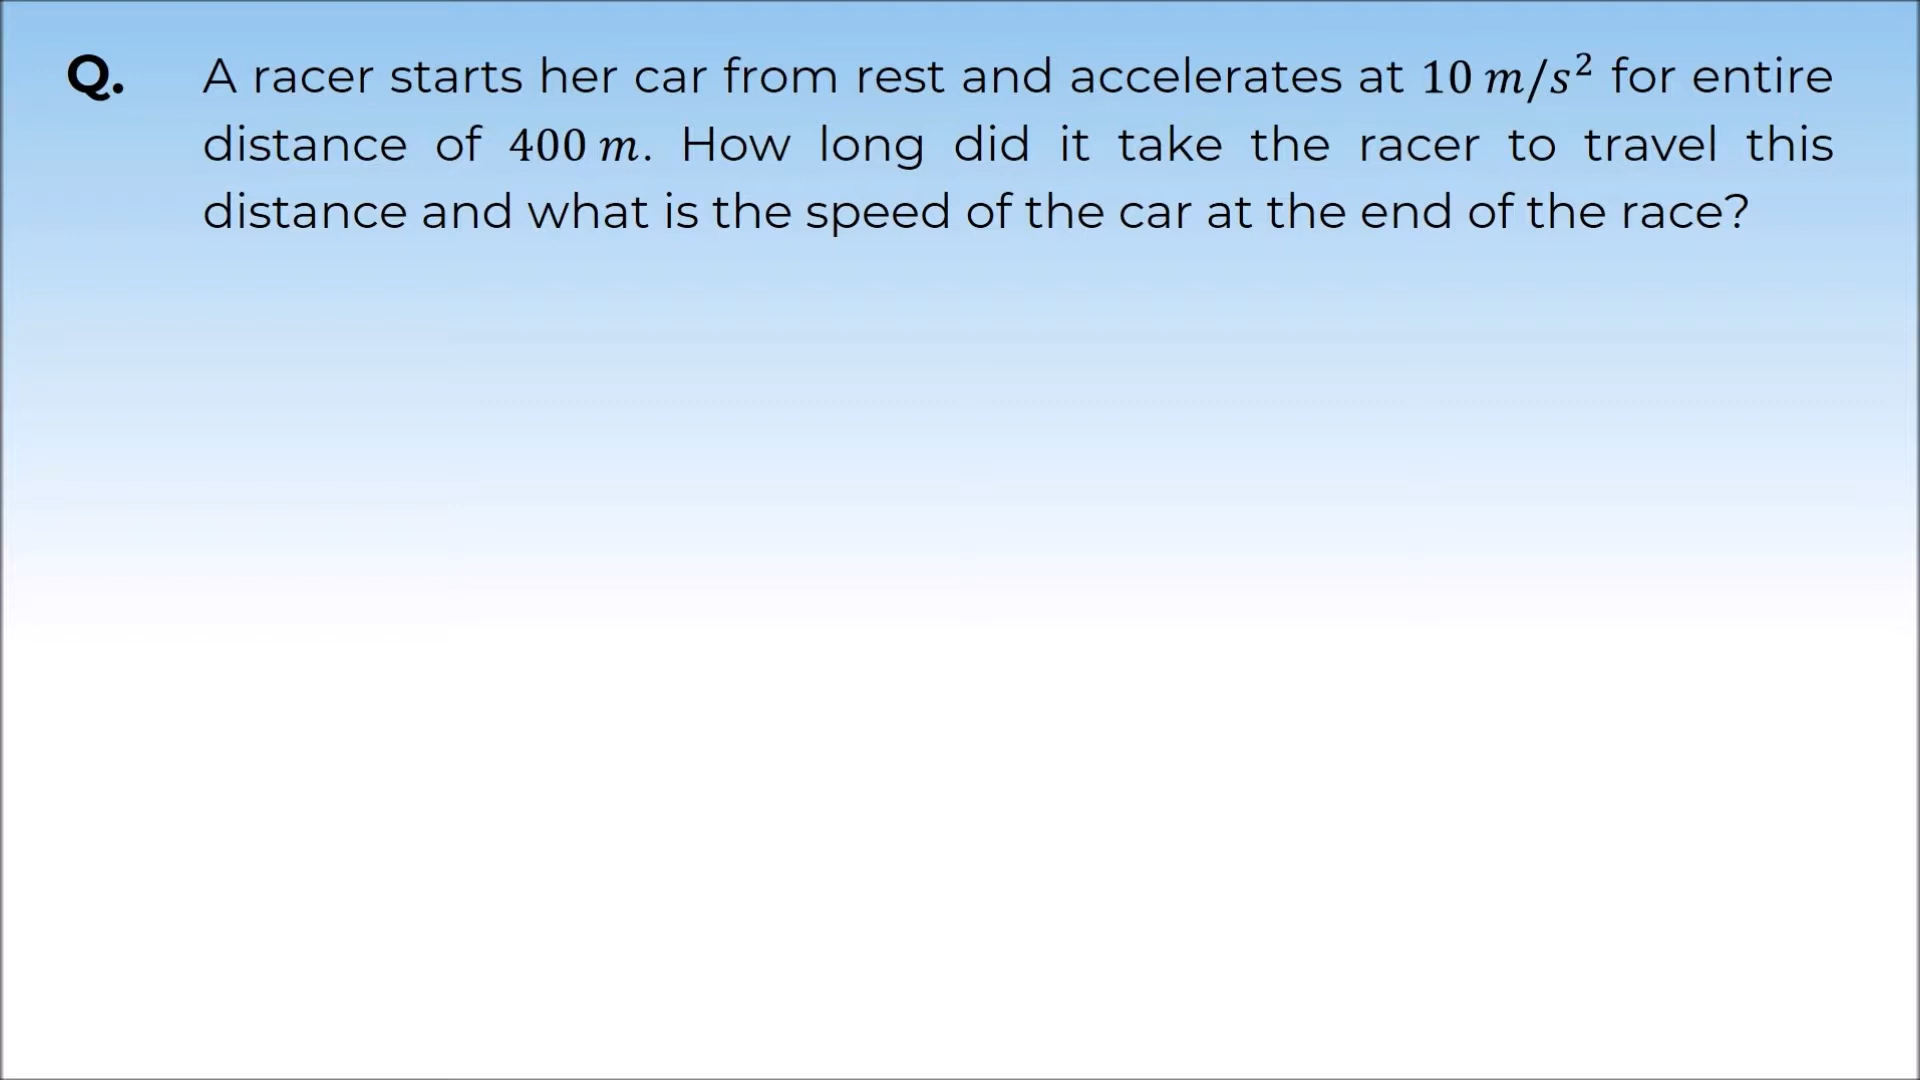 Q. A racer starts her car from rest and accelerates at 10 m/s² for entire
distance of 400 m. How long did it take the racer to travel this
distance and what is the speed of the car at the end of the race?